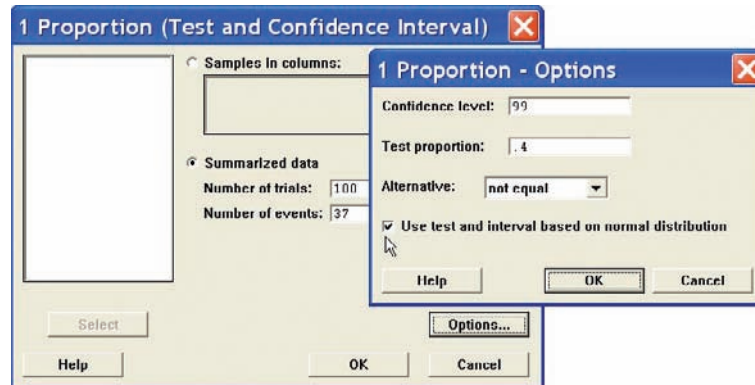 1 Proportion (Test and Confidence Interval)
Samples in columns:
Summarized data
Number of trials: 100
Number of events: 37
Select
Options...
Help
OK
Cancel
1 Proportion - Options
Confidence level: 99
Test proportion: .4
Alternative: not equal
Use test and interval based on normal distribution
Help
OK
Cancel